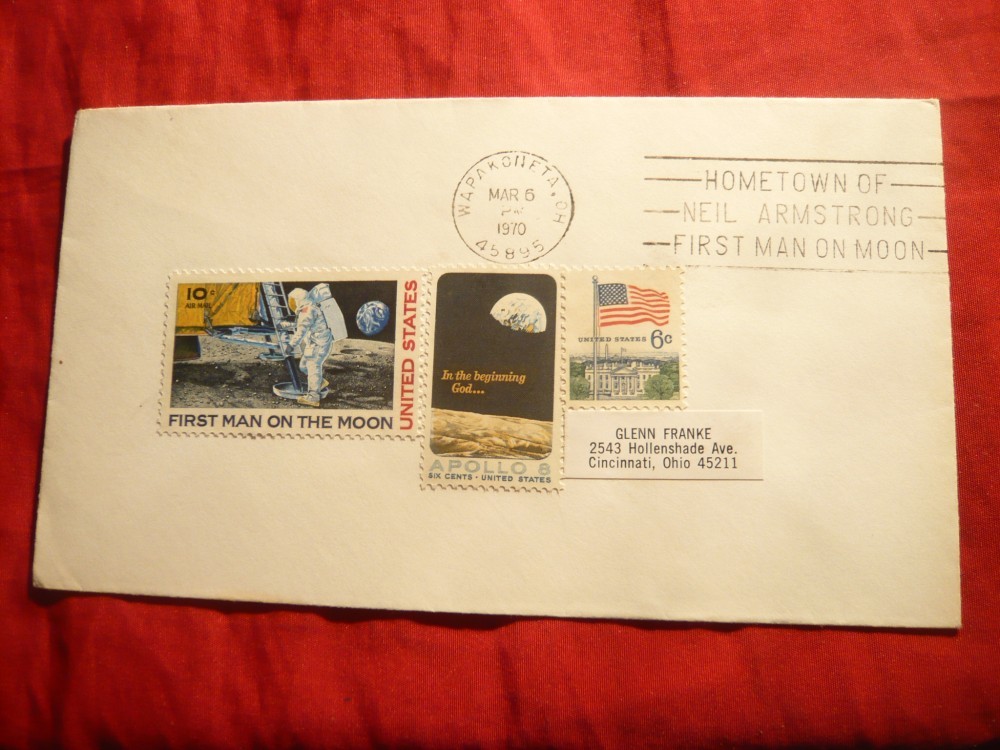 WAPAKONETA, OH
MAR 6
PM
1970
45895
HOMETOWN OF
NEIL ARMSTRONG
FIRST MAN ON MOON
10c
AIR MAIL
UNITED STATES
FIRST MAN ON THE MOON
In the beginning
God...
APOLLO 8
SIX CENTS · UNITED STATES
UNITED STATES 6c
GLENN FRANKE
2543 Hollenshade Ave.
Cincinnati, Ohio 45211